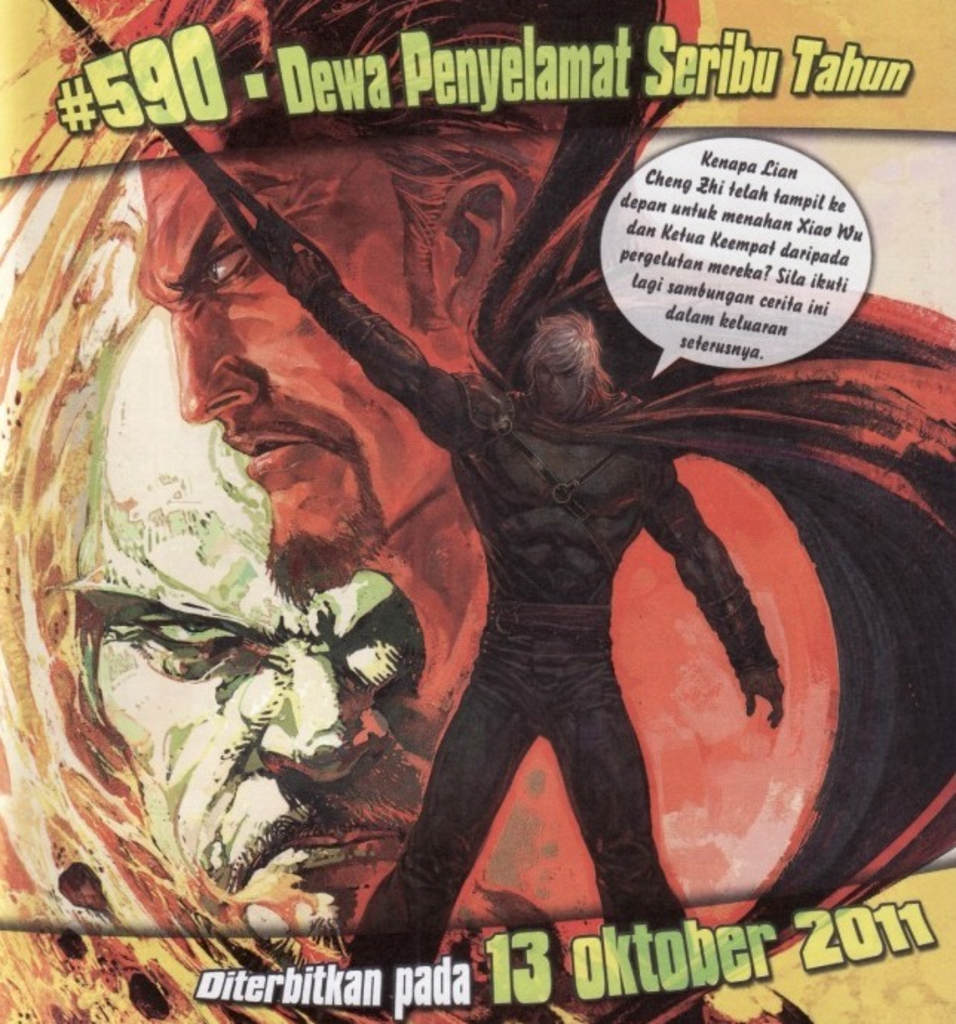 #590 - Dewa Penyelamat Seribu Tahun
Kenapa Lian
Cheng Zhi telah tampil ke
depan untuk menahan Xiao Wu
dan Ketua Keempat daripada
pergelutan mereka? Sila ikuti
lagi sambungan cerita ini
dalam keluaran
seterusnya.
Diterbitkan pada 13 Oktober 2011